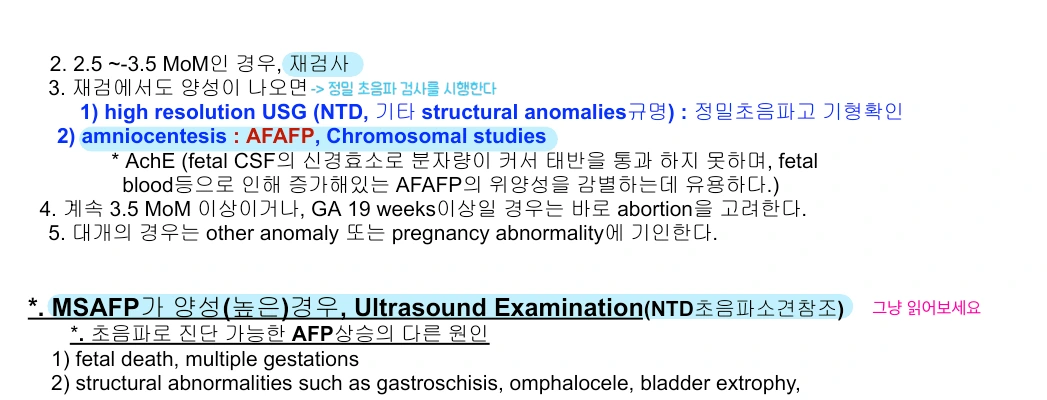 2. 2.5 ~-3.5 MoM인 경우, 재검사
3. 재검에서도 양성이 나오면 -> 정밀 초음파 검사를 시행한다
1) high resolution USG (NTD, 기타 structural anomalies규명) : 정밀초음파고 기형확인
2) amniocentesis : AFAFP, Chromosomal studies
* AchE (fetal CSF의 신경효소로 분자량이 커서 태반을 통과 하지 못하며, fetal
blood등으로 인해 증가해있는 AFAFP의 위양성을 감별하는데 유용하다.)
4. 계속 3.5 MoM 이상이거나, GA 19 weeks이상일 경우는 바로 abortion을 고려한다.
5. 대개의 경우는 other anomaly 또는 pregnancy abnormality에 기인한다.
*. MSAFP가 양성(높은)경우, Ultrasound Examination(NTD초음파소견참조) 그냥 읽어보세요
*. 초음파로 진단 가능한 AFP상승의 다른 원인
1) fetal death, multiple gestations
2) structural abnormalities such as gastroschisis, omphalocele, bladder extrophy,